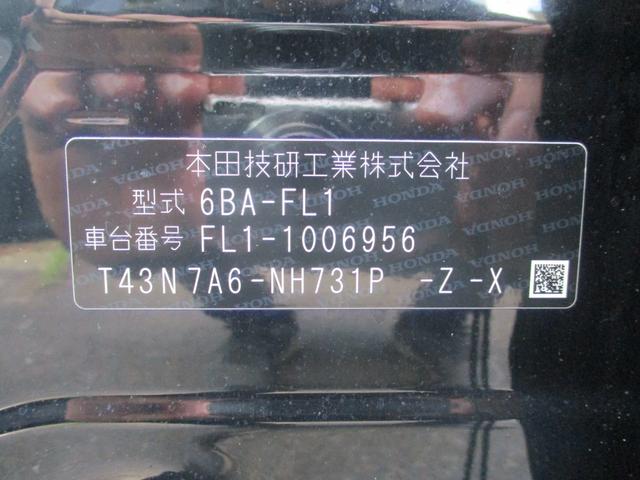 本田技研工業株式会社
型式 6BA-FL1
車台番号 FL1-1006956
T43N 7A6-NH731P -Z -X